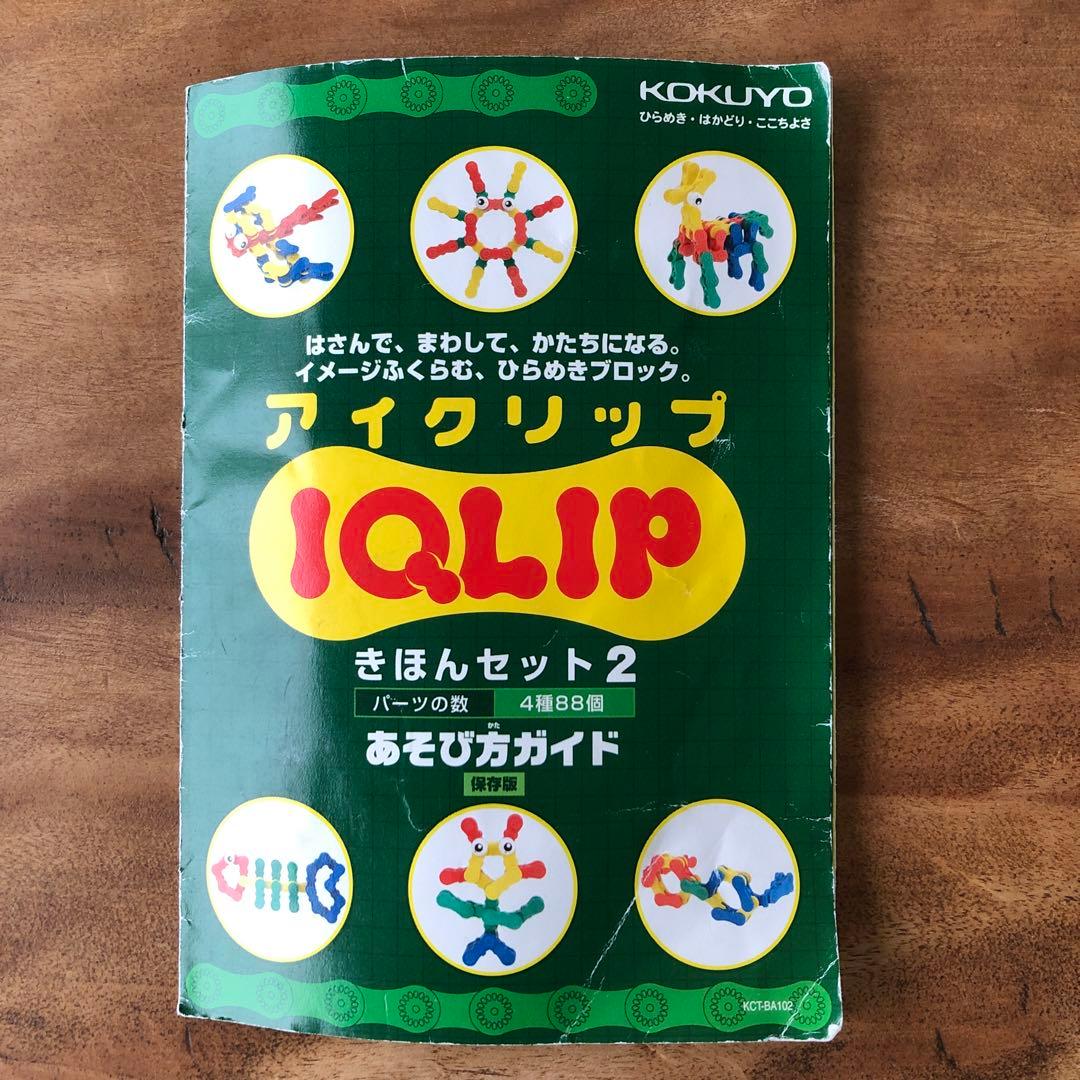 KOKUYO
ひらめき・はかどり・ここちよさ
はさんで、まわして、かたちになる。
イメージふくらむ、ひらめきブロック。
アイクリップ
IQLIP
きほんセット2
パーツの数 4種88個
かた
あそび方ガイド
保存版
KCT-BA102